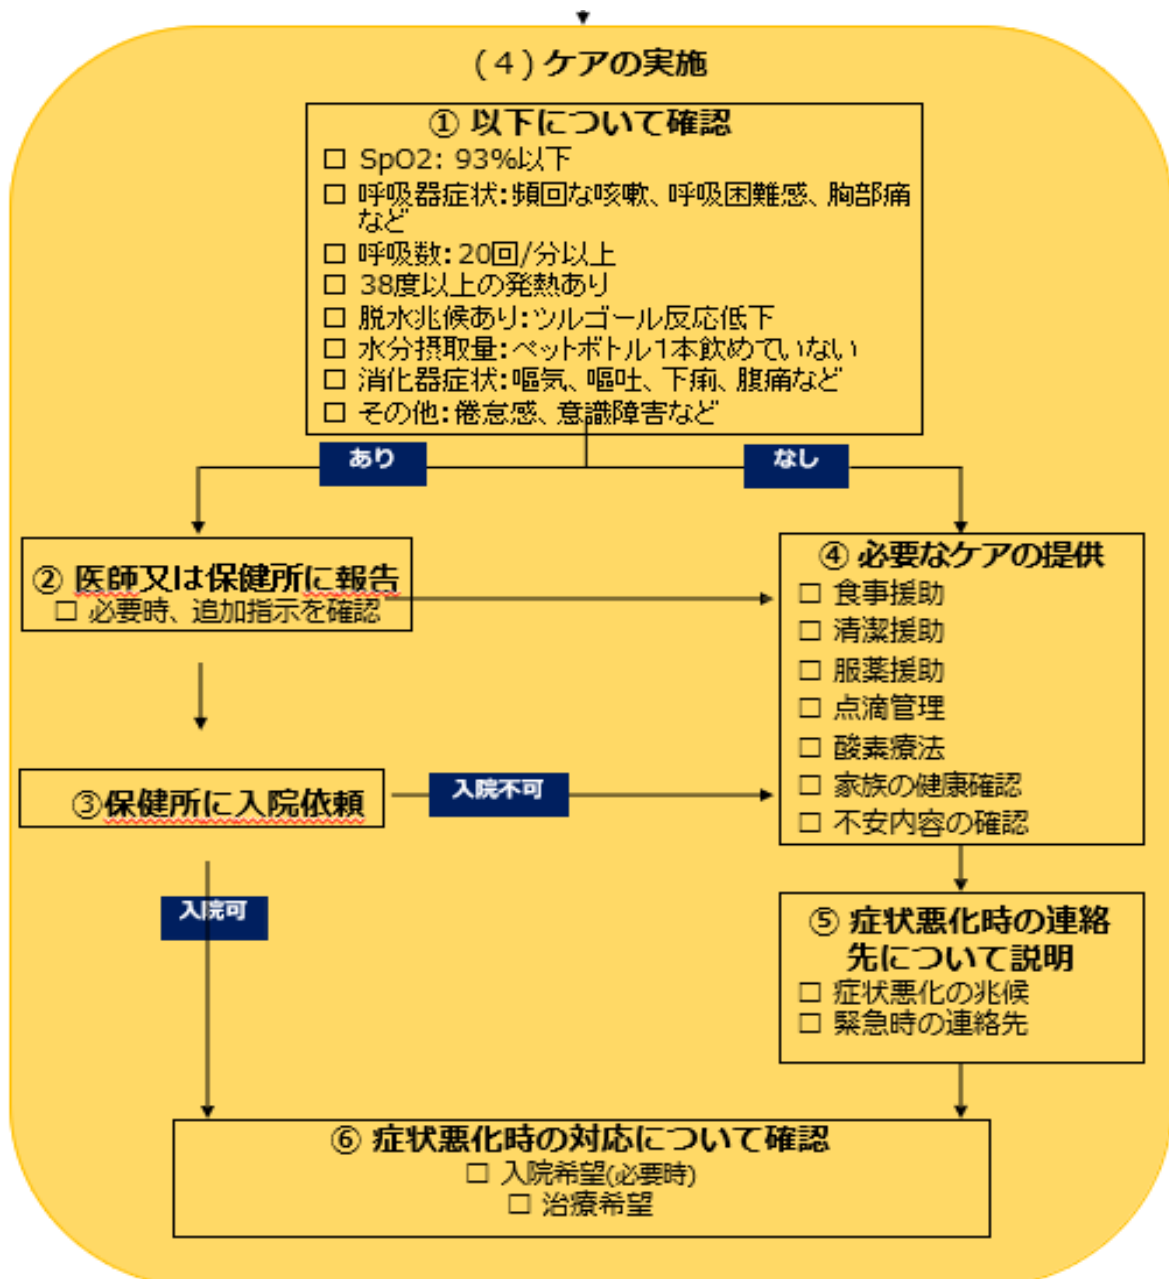 (４)ケアの実施
① 以下について確認
□ SpO2: 93%以下
□ 呼吸器症状:頻回な咳嗽、呼吸困難感、胸部痛
など
□ 呼吸数: 20回/分以上
□ 38度以上の発熱あり
□ 脱水兆候あり:ツルゴール反応低下
□ 水分摂取量:ペットボトル1本飲めていない
□ 消化器症状:嘔気、嘔吐、下痢、腹痛など
□ その他:倦怠感、意識障害など
あり
なし
② 医師又は保健所に報告
□ 必要時、追加指示を確認
④ 必要なケアの提供
□ 食事援助
□ 清潔援助
□ 服薬援助
□ 点滴管理
□ 酸素療法
□ 家族の健康確認
□ 不安内容の確認
③保健所に入院依頼
入院不可
入院可
⑤ 症状悪化時の連絡
先について説明
□ 症状悪化の兆候
□ 緊急時の連絡先
⑥ 症状悪化時の対応について確認
□ 入院希望(必要時)
□ 治療希望